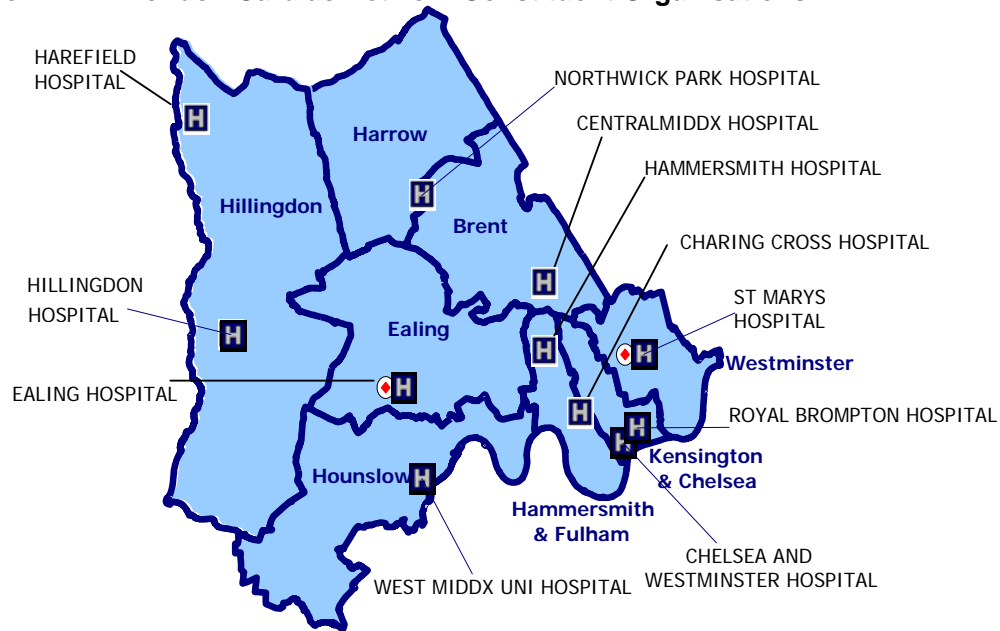 HAREFIELD
HOSPITAL
NORTHWICK PARK HOSPITAL
CENTRALMIDDX HOSPITAL
HAMMERSMITH HOSPITAL
Harrow
Hillingdon
Brent
CHARING CROSS HOSPITAL
HILLINGDON
HOSPITAL
ST MARYS
HOSPITAL
Ealing
Westminster
EALING HOSPITAL
ROYAL BROMPTON HOSPITAL
Kensington
& Chelsea
Hounslow
Hammersmith
& Fulham
CHELSEA AND
WESTMINSTER HOSPITAL
WEST MIDDX UNI HOSPITAL
H
H
H
H
H
H
H
H
H
H